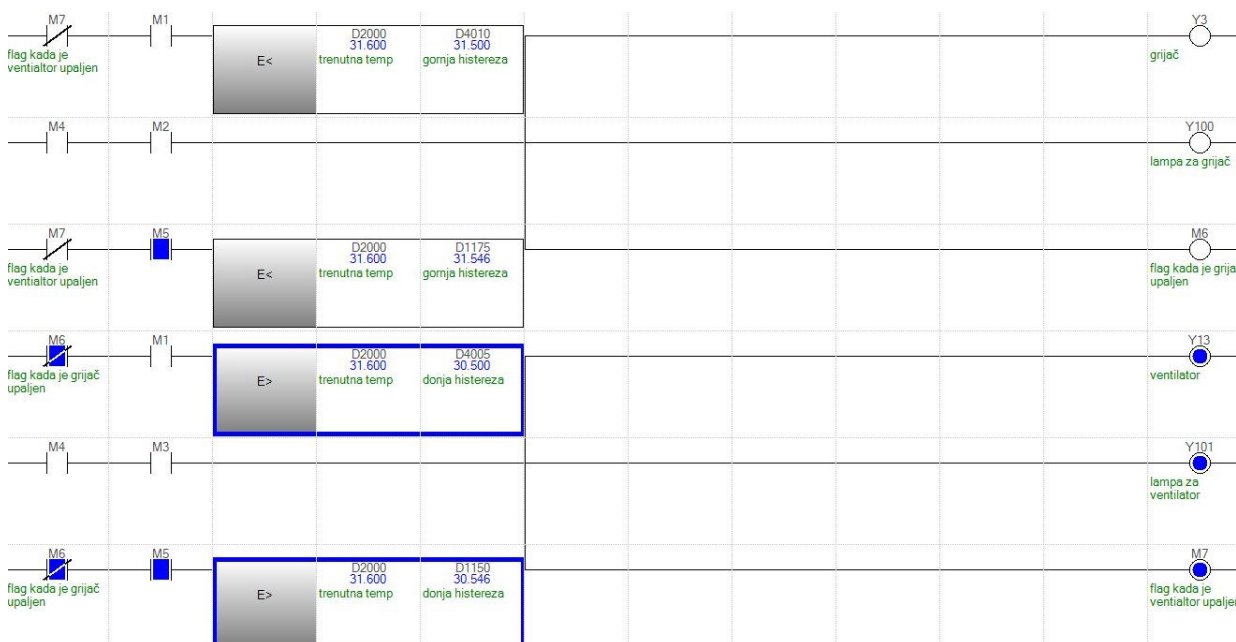 M7 M1 D2000 D4010 Y3
31.600 31.500
E<
flag kada je trenutna temp gornja histereza grijač
ventialtor upaljen
M4 M2 Y100
lampa za grijač
M7 M5 D2000 D1175 M6
31.600 31.546
E<
flag kada je trenutna temp gornja histereza flag kada je grija
ventialtor upaljen upaljen
M6 M1 D2000 D4005 Y13
31.600 30.500
E>
flag kada je grijač trenutna temp donja histereza ventilator
upaljen
M4 M3 Y101
lampa za
ventilator
M6 M5 D2000 D1150 M7
31.600 30.546
E>
flag kada je grijač trenutna temp donja histereza flag kada je
upaljen ventialtor upaljen